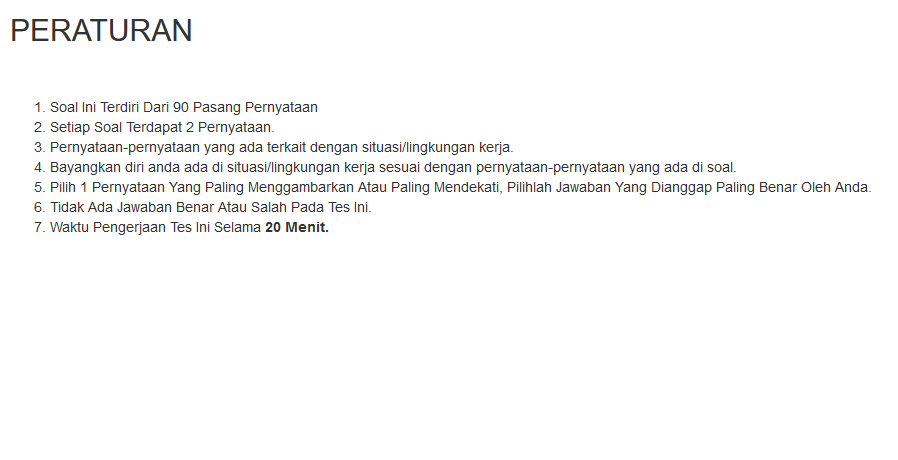 PERATURAN
1. Soal Ini Terdiri Dari 90 Pasang Pernyataan
2. Setiap Soal Terdapat 2 Pernyataan.
3. Pernyataan-pernyataan yang ada terkait dengan situasi/lingkungan kerja.
4. Bayangkan diri anda ada di situasi/lingkungan kerja sesuai dengan pernyataan-pernyataan yang ada di soal.
5. Pilih 1 Pernyataan Yang Paling Menggambarkan Atau Paling Mendekati, Pilihlah Jawaban Yang Dianggap Paling Benar Oleh Anda.
6. Tidak Ada Jawaban Benar Atau Salah Pada Tes Ini.
7. Waktu Pengerjaan Tes Ini Selama 20 Menit.